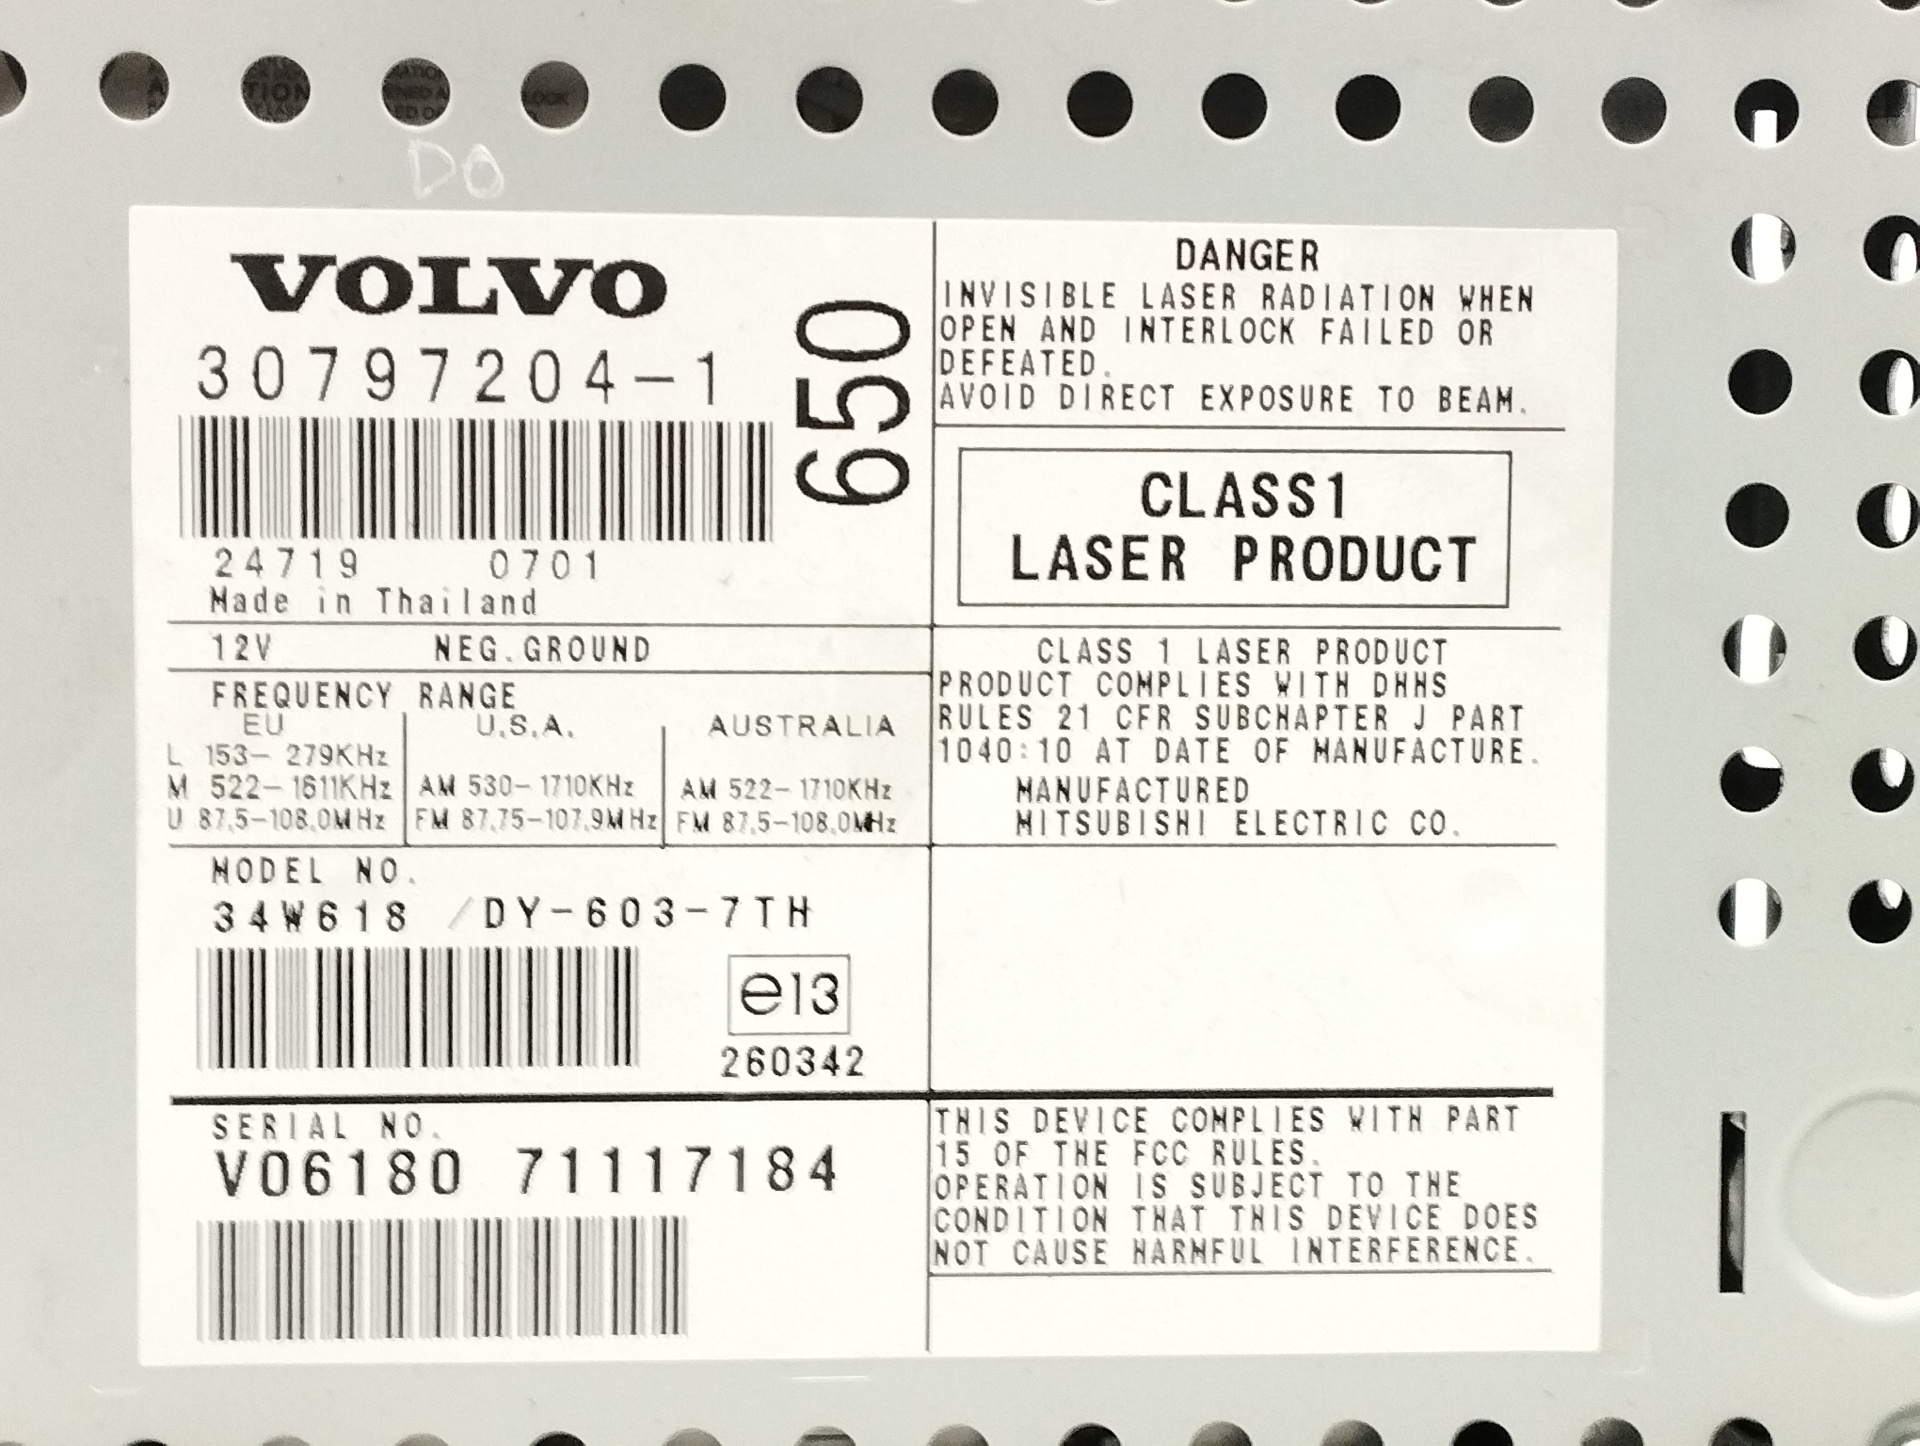 DO
VOLVO
30797204-1
650
24719 0701
Made in Thailand
12V NEG.GROUND
FREQUENCY RANGE
EU
L 153- 279KHz
M 522- 1611KHz
U 87.5-108.0MHz
U.S.A.
AM 530- 1710KHz
FM 87.75-107.9MHz
AUSTRALIA
AM 522- 1710KHz
FM 87.5-108.0MHz
MODEL NO.
34W618 /DY-603-7TH
e13
260342
SERIAL NO.
V06180 71117184
DANGER
INVISIBLE LASER RADIATION WHEN
OPEN AND INTERLOCK FAILED OR
DEFEATED.
AVOID DIRECT EXPOSURE TO BEAM.
CLASS1
LASER PRODUCT
CLASS 1 LASER PRODUCT
PRODUCT COMPLIES WITH DHHS
RULES 21 CFR SUBCHAPTER J PART
1040:10 AT DATE OF MANUFACTURE.
MANUFACTURED
MITSUBISHI ELECTRIC CO.
THIS DEVICE COMPLIES WITH PART
15 OF THE FCC RULES.
OPERATION IS SUBJECT TO THE
CONDITION THAT THIS DEVICE DOES
NOT CAUSE HARMFUL INTERFERENCE.